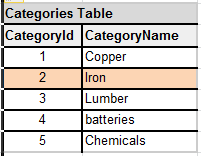 Categories Table
CategoryId CategoryName
1 Copper
2 Iron
3 Lumber
4 batteries
5 Chemicals